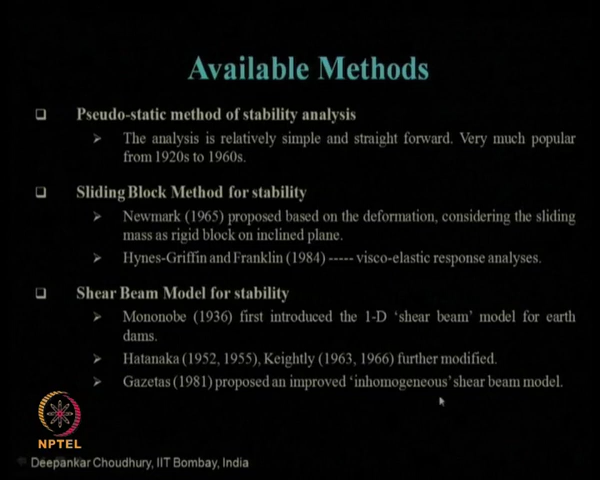 Available Methods
Pseudo-static method of stability analysis
The analysis is relatively simple and straight forward. Very much popular
from 1920s to 1960s.
Sliding Block Method for stability
Newmark (1965) proposed based on the deformation, considering the sliding
mass as rigid block on inclined plane.
Hynes-Griffin and Franklin (1984) ----- visco-elastic response analyses.
Shear Beam Model for stability
Mononobe (1936) first introduced the 1-D ‘shear beam’ model for earth
dams.
Hatanaka (1952, 1955), Keightly (1963, 1966) further modified.
Gazetas (1981) proposed an improved ‘inhomogeneous’ shear beam model.
NPTEL
Deepankar Choudhury, IIT Bombay, India